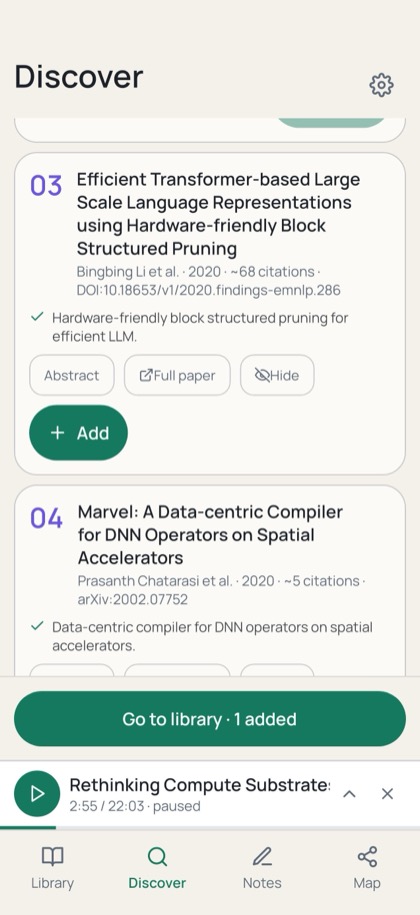 Discover
03
Efficient Transformer-based Large
Scale Language Representations
using Hardware-friendly Block
Structured Pruning
Bingbing Li et al. · 2020 · ~68 citations ·
DOI:10.18653/v1/2020.findings-emnlp.286
Hardware-friendly block structured pruning for
efficient LLM.
Abstract
Full paper
Hide
+ Add
04
Marvel: A Data-centric Compiler
for DNN Operators on Spatial
Accelerators
Prasanth Chatarasi et al. · 2020 · ~5 citations ·
arXiv:2002.07752
Data-centric compiler for DNN operators on spatial
accelerators.
Go to library · 1 added
Rethinking Compute Substrate
2:55 / 22:03 · paused
Library
Discover
Notes
Map